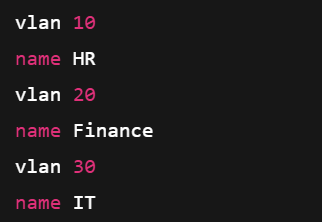 vlan 10
name HR
vlan 20
name Finance
vlan 30
name IT